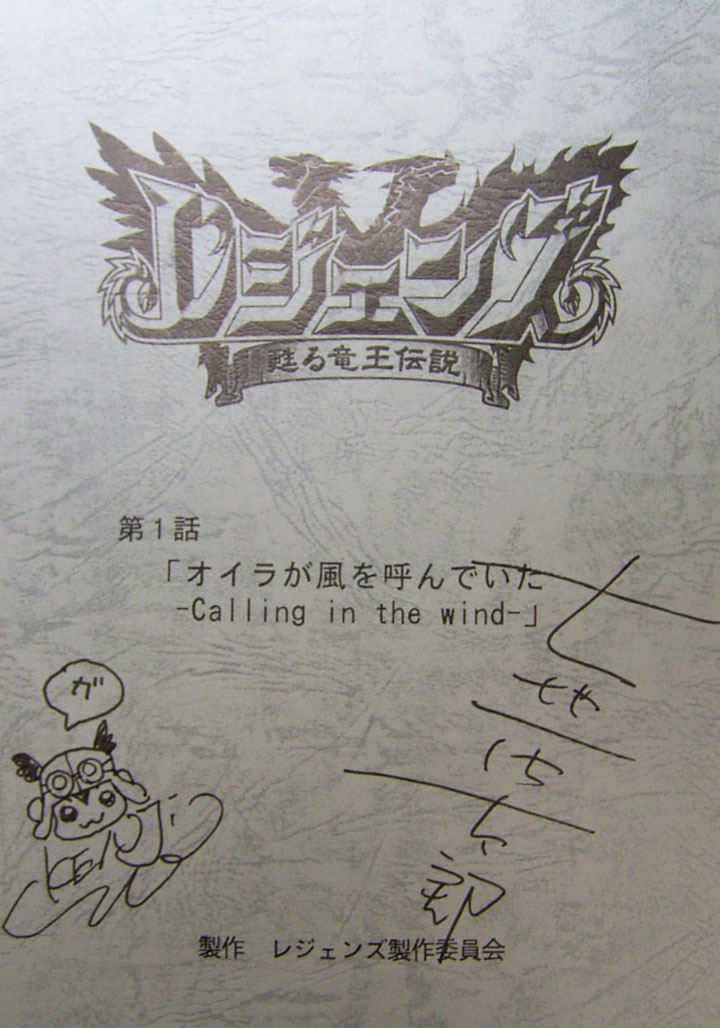 レジェンズ
甦る竜王伝説
第1話
「オイラが風を呼んでいた
-Calling in the wind-」
ガ
製作 レジェンズ製作委員会